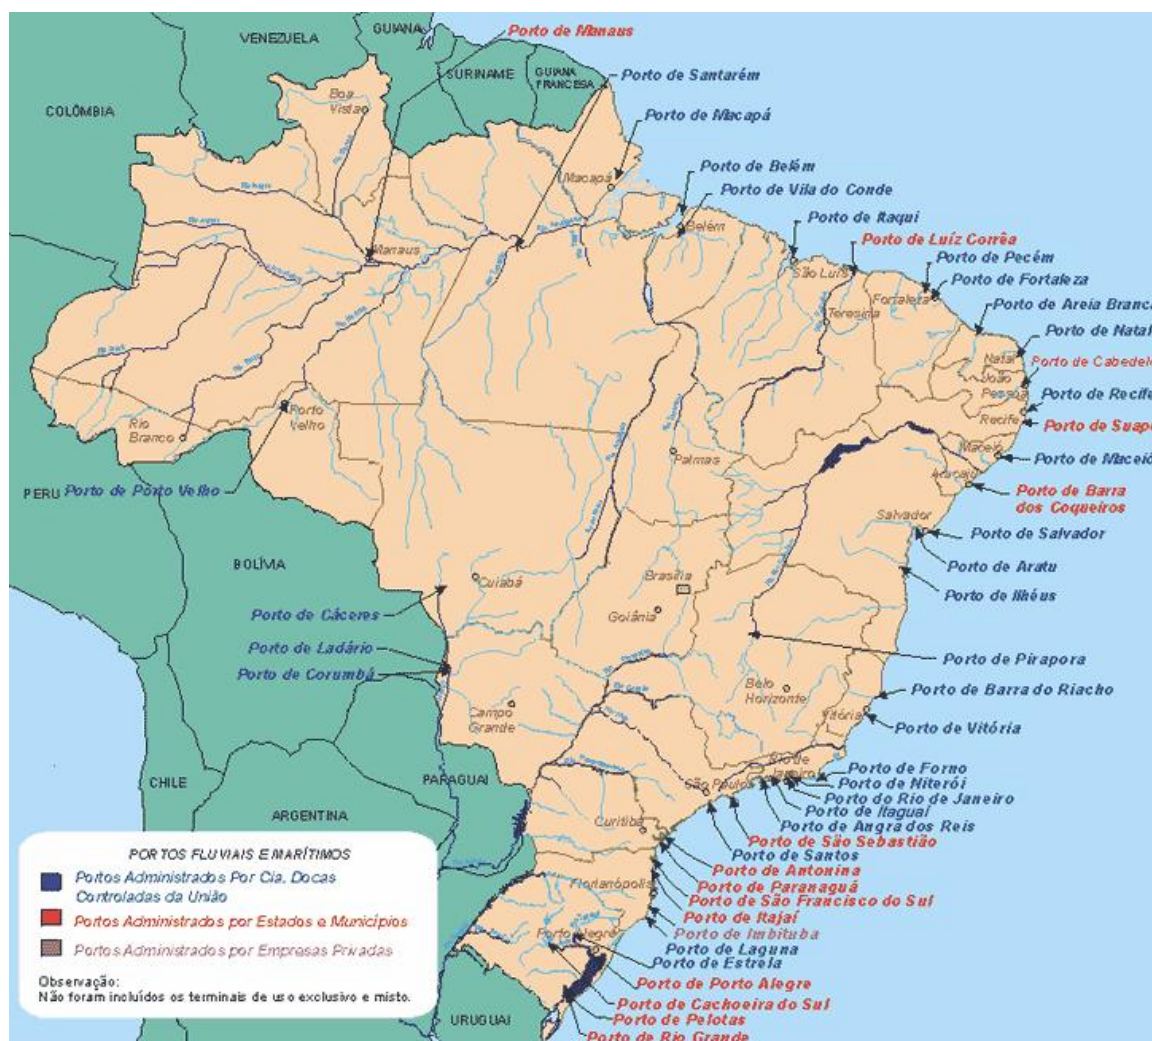 VENEZUELA
GUIANA
SURINAME
GUIANA FRANCESA
COLÔMBIA
Porto de Manaus
Porto de Santarém
Boa Vista
Porto de Macapá
Macapá
Porto de Belém
Porto de Vila do Conde
Belém
Porto de Itaqui
Manaus
São Luís
Porto de Luíz Corrêa
Porto de Pecém
Porto de Fortaleza
Fortaleza
Teresina
Porto de Areia Branca
Porto de Natal
Natal
Porto de Cabedelo
João Pessoa
Porto de Recife
Recife
Porto de Suape
Porto Velho
Rio Branco
Palmas
Maceió
Porto de Maceió
Aracaju
PERU
Porto de Pôrto Velho
Porto de Barra
dos Coqueiros
Salvador
Porto de Salvador
Porto de Aratu
BOLÍVIA
Cuiabá
Brasília
Porto de Ilhéus
Porto de Cáceres
Goiânia
Porto de Ladário
Porto de Corumbá
Porto de Pirapora
Belo Horizonte
Porto de Barra do Riacho
Campo Grande
Vitória
Porto de Vitória
CHILE
PARAGUAI
São Paulo
Rio de Janeiro
Porto de Forno
Porto de Niterói
Porto do Rio de Janeiro
Porto de Itaguaí
ARGENTINA
Curitiba
Porto de Angra dos Reis
Porto de São Sebastião
Porto de Santos
Porto de Antonina
Porto de Paranaguá
Florianópolis
Porto de São Francisco do Sul
Porto de Itajaí
Porto Alegre
Porto de Imbituba
Porto de Laguna
Porto de Estrela
Porto de Porto Alegre
Porto de Cachoeira do Sul
URUGUAI
Porto de Pelotas
Porto de Rio Grande
PORTOS FLUVIAIS E MARÍTIMOS
Portos Administrados Por Cia. Docas
Controladas da União
Portos Administrados por Estados e Municípios
Portos Administrados por Empresas Privadas
Observação:
Não foram incluídos os terminais de uso exclusivo e misto.